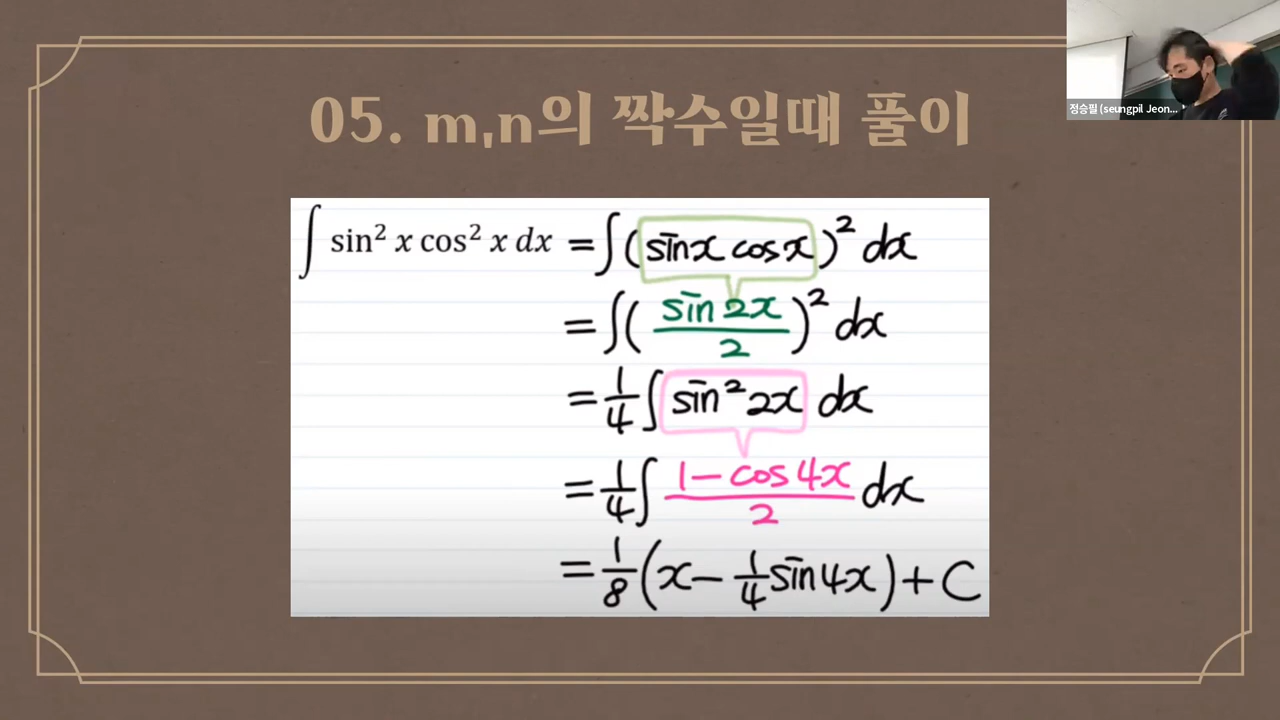 05. m,n의 짝수일때 풀이
정승필 (seungpil Jeon...
∫ sin² x cos² x dx = ∫( sinx cosx )² dx
= ∫( sin2x / 2 )² dx
= 1/4 ∫ sin² 2x dx
= 1/4 ∫ 1-cos4x / 2 dx
= 1/8 (x - 1/4 sin4x) + C